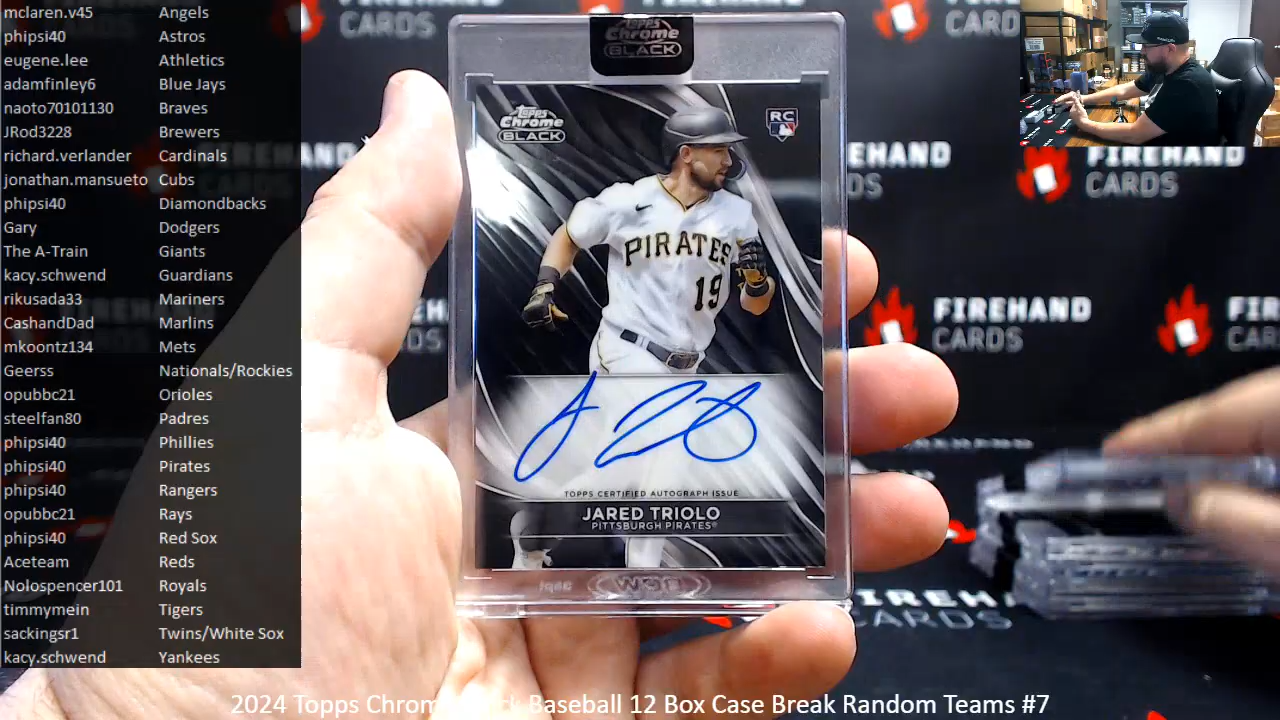 mclaren.v45 Angels
phipsi40 Astros
eugene.lee Athletics
adamfinley6 Blue Jays
naoto70101130 Braves
JRod3228 Brewers
richard.verlander Cardinals
jonathan.mansueto Cubs
phipsi40 Diamondbacks
Gary Dodgers
The A-Train Giants
kacy.schwend Guardians
rikusada33 Mariners
CashandDad Marlins
mkoontz134 Mets
Geerss Nationals/Rockies
opubbc21 Orioles
steelfan80 Padres
phipsi40 Phillies
phipsi40 Pirates
phipsi40 Rangers
opubbc21 Rays
phipsi40 Red Sox
Aceteam Reds
Nolospencer101 Royals
timmymein Tigers
sackingsr1 Twins/White Sox
kacy.schwend Yankees
CARDS
Topps
Chrome
BLACK
Topps
Chrome
BLACK
RC
PIRATES
19
TOPPS CERTIFIED AUTOGRAPH ISSUE
JARED TRIOLO
PITTSBURGH PIRATES
FIREHAND
CARDS
FIREHAND
CARDS
FIREHAND
CARDS
2024 Topps Chrome Black Baseball 12 Box Case Break Random Teams #7